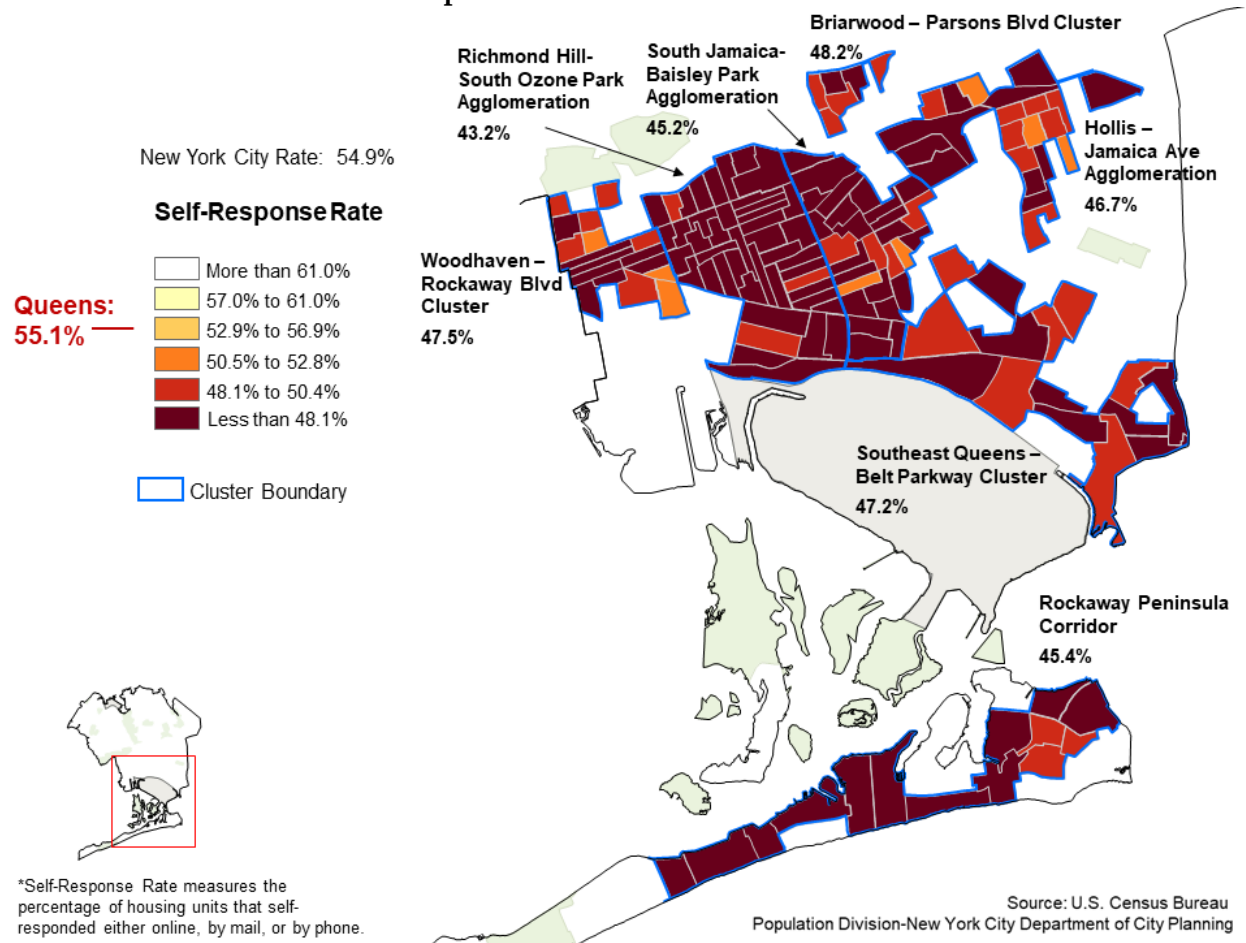 Briarwood – Parsons Blvd Cluster
48.2%
Richmond Hill-
South Ozone Park
Agglomeration
43.2%
South Jamaica-
Baisley Park
Agglomeration
45.2%
Hollis –
Jamaica Ave
Agglomeration
46.7%
New York City Rate: 54.9%
Self-Response Rate
More than 61.0%
57.0% to 61.0%
52.9% to 56.9%
50.5% to 52.8%
48.1% to 50.4%
Less than 48.1%
Queens:
55.1%
Cluster Boundary
Woodhaven –
Rockaway Blvd
Cluster
47.5%
Southeast Queens –
Belt Parkway Cluster
47.2%
Rockaway Peninsula
Corridor
45.4%
*Self-Response Rate measures the
percentage of housing units that self-
responded either online, by mail, or by phone.
Source: U.S. Census Bureau
Population Division-New York City Department of City Planning